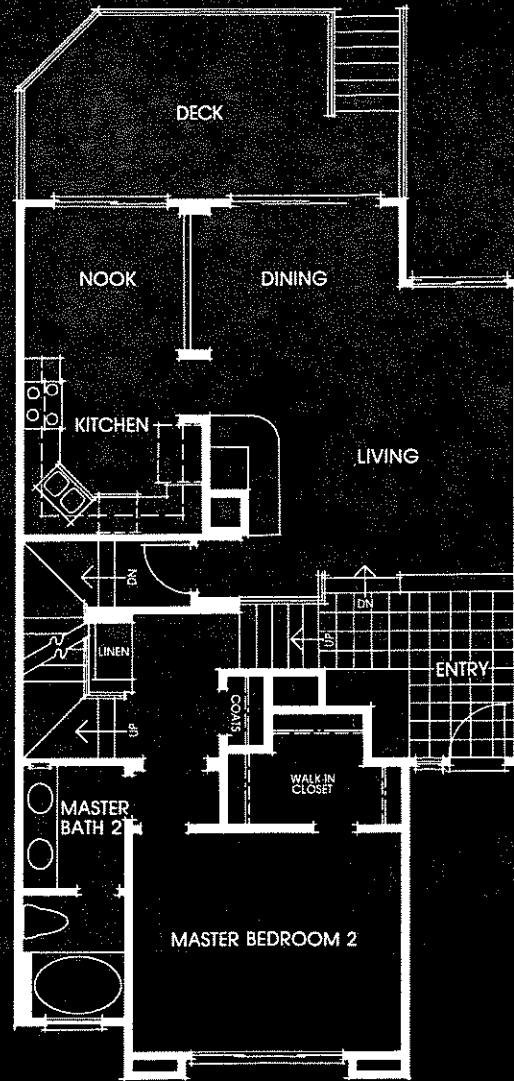 DECK
NOOK
DINING
KITCHEN
LIVING
DN
DN
LINEN
UP
ENTRY
COATS
UP
WALK-IN
CLOSET
MASTER
BATH 2
MASTER BEDROOM 2